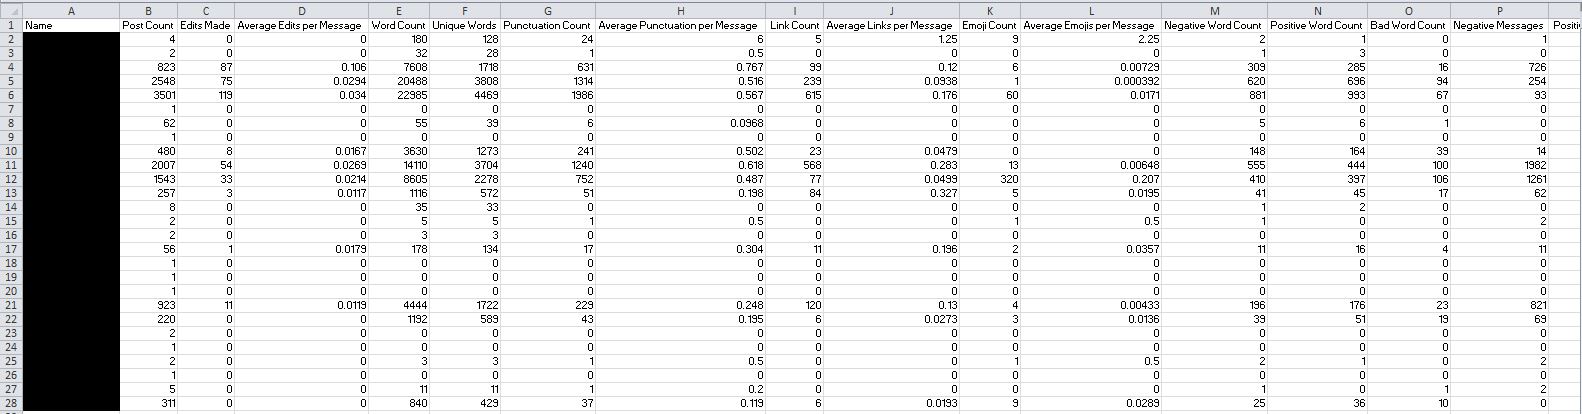 A B C D E F G H I J K L M N O P
1 Name Post Count Edits Made Average Edits per Message Word Count Unique Words Punctuation Count Average Punctuation per Message Link Count Average Links per Message Emoji Count Average Emojis per Message Negative Word Count Positive Word Count Bad Word Count Negative Messages Positiv
2 4 0 0 180 128 24 6 5 1.25 9 2.25 2 1 0 1
3 2 0 0 32 28 1 0.5 0 0 0 0 1 3 0 0
4 823 87 0.106 7608 1718 631 0.767 99 0.12 6 0.00729 309 285 16 726
5 2548 75 0.0294 20488 3808 1314 0.516 239 0.0938 1 0.000392 620 696 94 254
6 3501 119 0.034 22985 4469 1986 0.567 615 0.176 60 0.0171 881 993 67 93
7 1 0 0 0 0 0 0 0 0 0 0 0 0 0 0
8 62 0 0 55 39 6 0.0968 0 0 0 0 5 6 1 0
9 1 0 0 0 0 0 0 0 0 0 0 0 0 0 0
10 480 8 0.0167 3630 1273 241 0.502 23 0.0479 0 0 148 164 39 14
11 2007 54 0.0269 14110 3704 1240 0.618 568 0.283 13 0.00648 555 444 100 1982
12 1543 33 0.0214 8605 2278 752 0.487 77 0.0499 320 0.207 410 397 106 1261
13 257 3 0.0117 1116 572 51 0.198 84 0.327 5 0.0195 41 45 17 62
14 8 0 0 35 33 0 0 0 0 0 0 1 2 0 0
15 2 0 0 5 5 1 0.5 0 0 1 0.5 1 0 0 2
16 2 0 0 3 3 0 0 0 0 0 0 0 0 0 0
17 56 1 0.0179 178 134 17 0.304 11 0.196 2 0.0357 11 16 4 11
18 1 0 0 0 0 0 0 0 0 0 0 0 0 0 0
19 1 0 0 0 0 0 0 0 0 0 0 0 0 0 0
20 1 0 0 0 0 0 0 0 0 0 0 0 0 0 0
21 923 11 0.0119 4444 1722 229 0.248 120 0.13 4 0.00433 196 176 23 821
22 220 0 0 1192 589 43 0.195 6 0.0273 3 0.0136 39 51 19 69
23 2 0 0 0 0 0 0 0 0 0 0 0 0 0 0
24 1 0 0 0 0 0 0 0 0 0 0 0 0 0 0
25 2 0 0 3 3 1 0.5 0 0 1 0.5 2 1 0 2
26 1 0 0 0 0 0 0 0 0 0 0 0 0 0 0
27 5 0 0 11 11 1 0.2 0 0 0 0 1 0 1 2
28 311 0 0 840 429 37 0.119 6 0.0193 9 0.0289 25 36 10 0